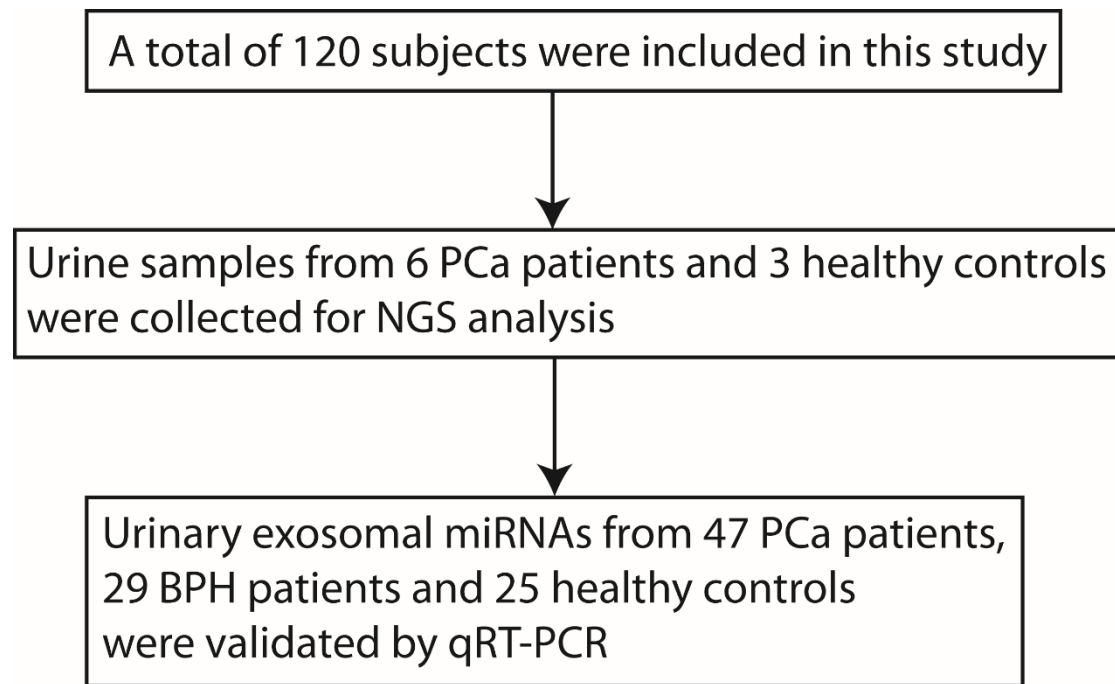 A total of 120 subjects were included in this study
Urine samples from 6 PCa patients and 3 healthy controls
were collected for NGS analysis
Urinary exosomal miRNAs from 47 PCa patients,
29 BPH patients and 25 healthy controls
were validated by qRT-PCR